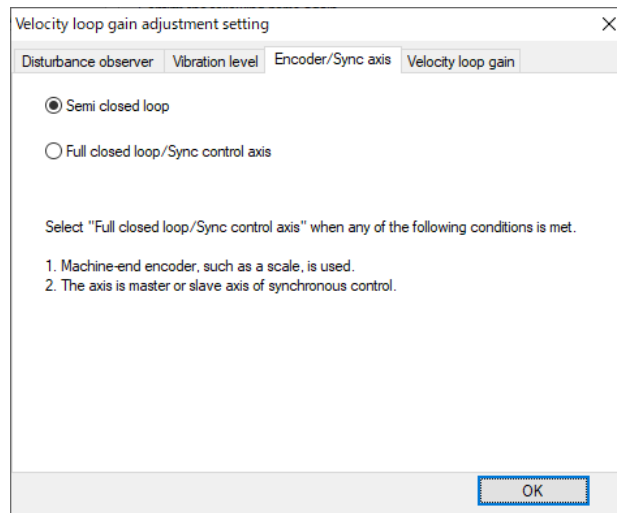 Velocity loop gain adjustment setting
Disturbance observer Vibration level Encoder/Sync axis Velocity loop gain
Semi closed loop
Full closed loop/Sync control axis
Select "Full closed loop/Sync control axis" when any of the following conditions is met.
1. Machine-end encoder, such as a scale, is used.
2. The axis is master or slave axis of synchronous control.
OK